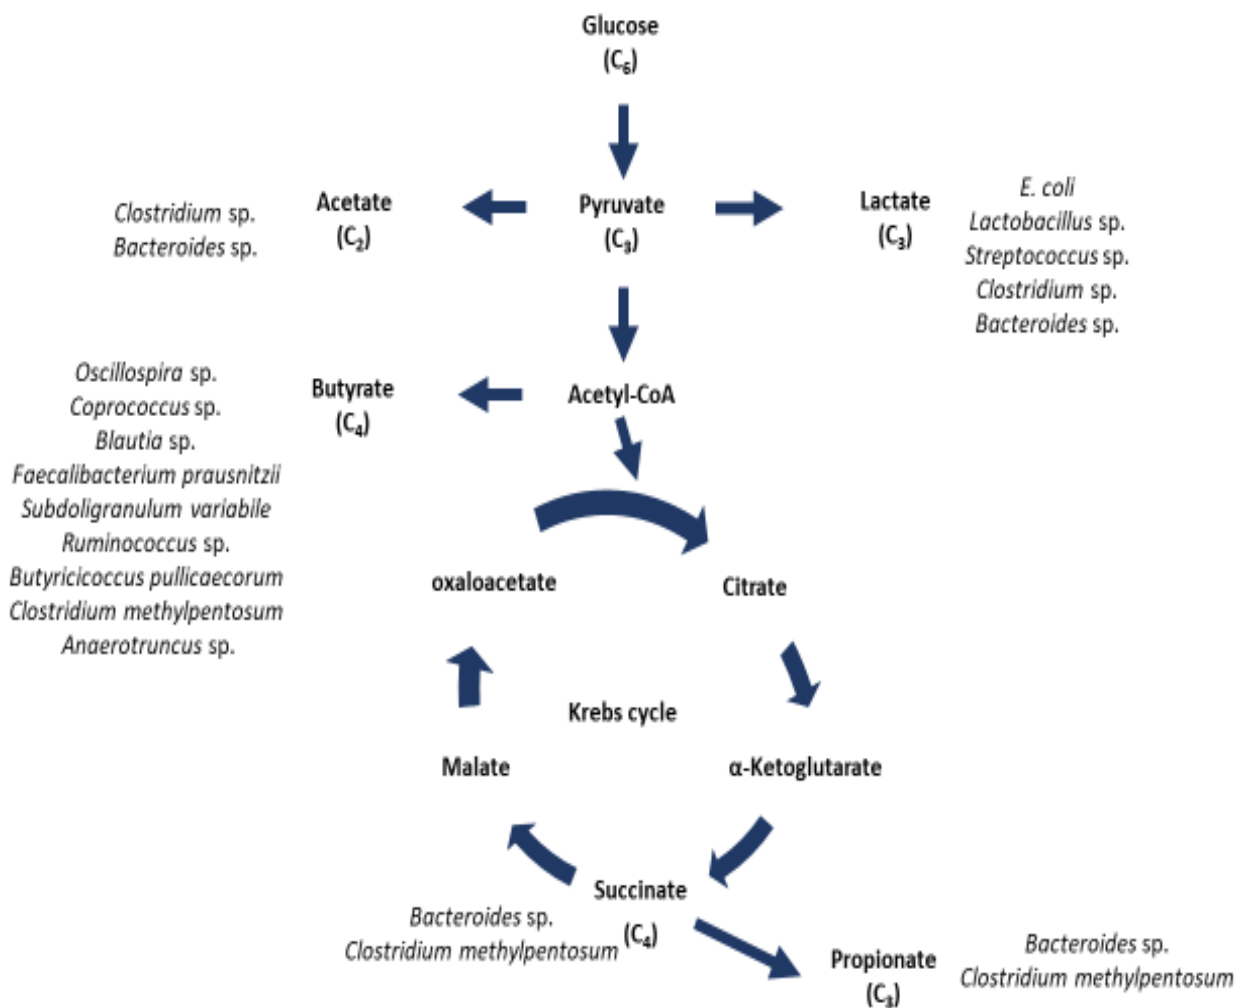 Glucose
(C₆)
Clostridium sp.
Bacteroides sp.
Acetate
(C₂)
Pyruvate
(C₃)
Lactate
(C₃)
E. coli
Lactobacillus sp.
Streptococcus sp.
Clostridium sp.
Bacteroides sp.
Oscillospira sp.
Coprococcus sp.
Blautia sp.
Faecalibacterium prausnitzii
Subdoligranulum variabile
Ruminococcus sp.
Butyricicoccus pullicaecorum
Clostridium methylpentosum
Anaerotruncus sp.
Butyrate
(C₄)
Acetyl-CoA
oxaloacetate
Citrate
Krebs cycle
Malate
α-Ketoglutarate
Succinate
(C₄)
Bacteroides sp.
Clostridium methylpentosum
Propionate
(C₃)
Bacteroides sp.
Clostridium methylpentosum